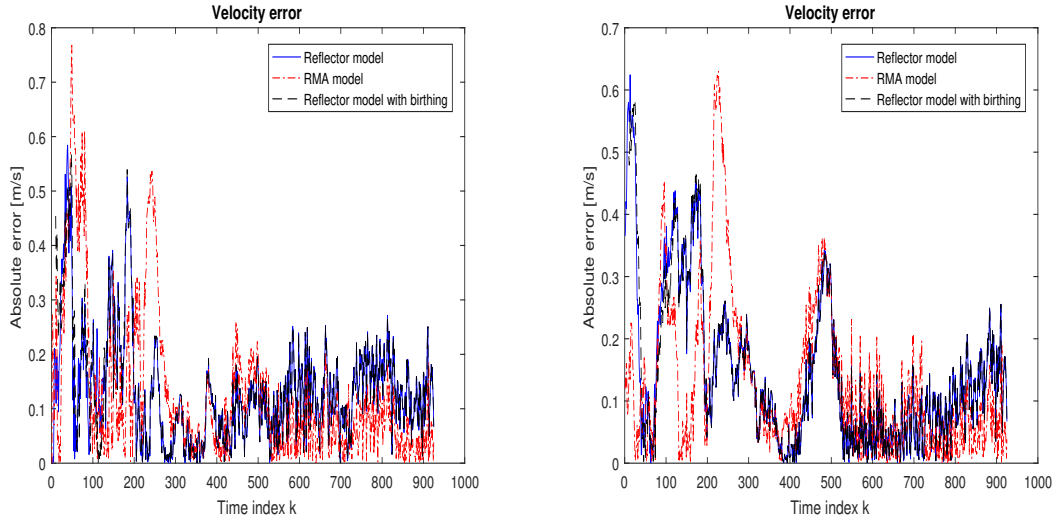 Velocity error
0.8
0.7
0.6
0.5
0.4
0.3
0.2
0.1
0
Absolute error [m/s]
Reflector model
RMA model
Reflector model with birthing
0 100 200 300 400 500 600 700 800 900 1000
Time index k
Velocity error
0.7
0.6
0.5
0.4
0.3
0.2
0.1
0
Absolute error [m/s]
Reflector model
RMA model
Reflector model with birthing
0 100 200 300 400 500 600 700 800 900 1000
Time index k